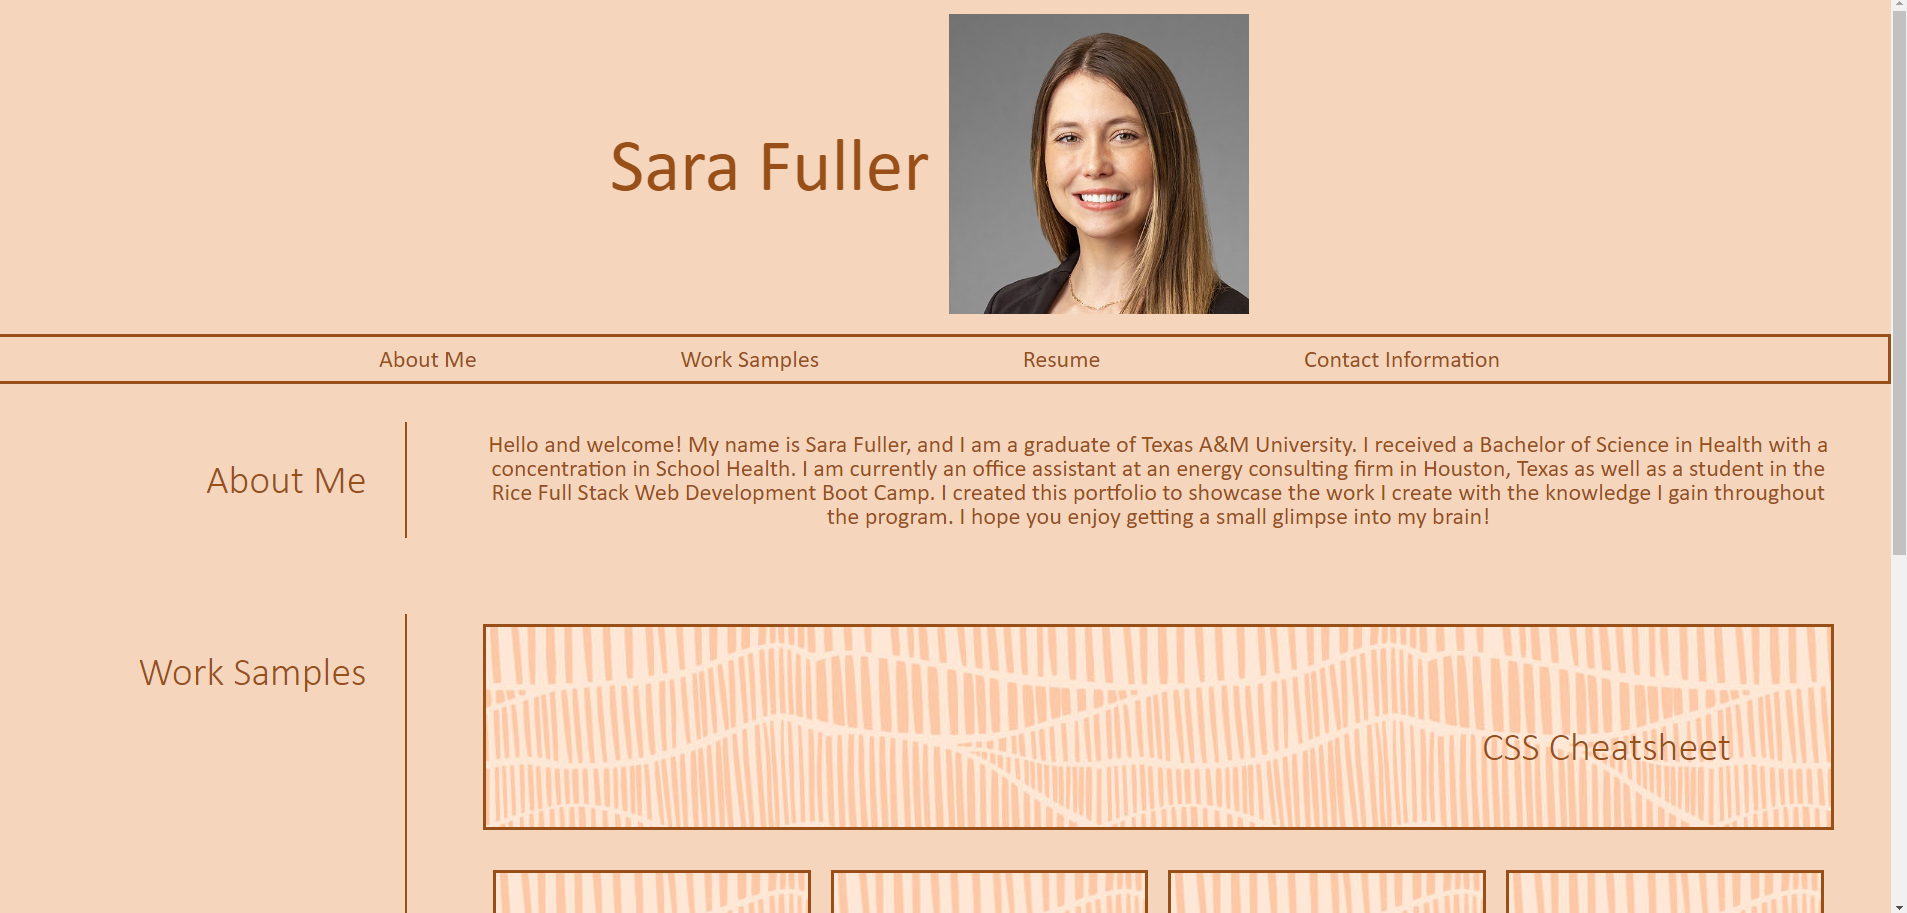 Sara Fuller
About Me Work Samples Resume Contact Information
About Me
Hello and welcome! My name is Sara Fuller, and I am a graduate of Texas A&M University. I received a Bachelor of Science in Health with a
concentration in School Health. I am currently an office assistant at an energy consulting firm in Houston, Texas as well as a student in the
Rice Full Stack Web Development Boot Camp. I created this portfolio to showcase the work I create with the knowledge I gain throughout
the program. I hope you enjoy getting a small glimpse into my brain!
Work Samples
CSS Cheatsheet